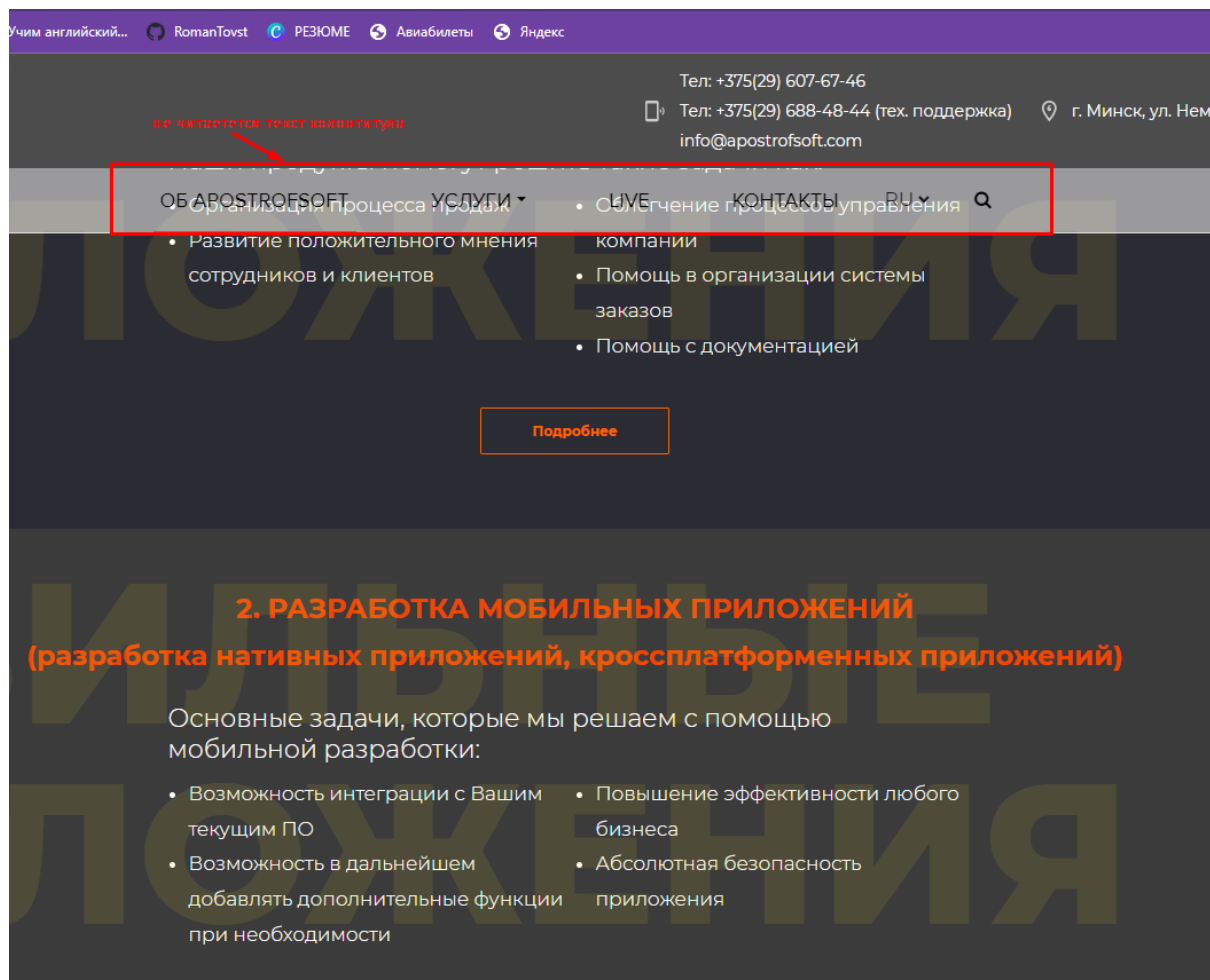 Учим английский... RomanTovst РЕЗЮМЕ Авиабилеты Яндекс
Тел: +375(29) 607-67-46
Тел: +375(29) 688-48-44 (тех. поддержка) г. Минск, ул. Нем
info@apostrofsoft.com
не читается текст колонтитула
ОБ APOSTROFSOFT УСЛУГИ LIVE КОНТАКТЫ RU
• Организация процесса продаж • Облегчение процессов управления
• Развитие положительного мнения компании
сотрудников и клиентов • Помощь в организации системы
заказов
• Помощь с документацией
ЛОЖЕНИЯ
Подробнее
ИЛЬНЫЕ
2. РАЗРАБОТКА МОБИЛЬНЫХ ПРИЛОЖЕНИЙ
(разработка нативных приложений, кроссплатформенных приложений)
Основные задачи, которые мы решаем с помощью
мобильной разработки:
• Возможность интеграции с Вашим • Повышение эффективности любого
текущим ПО бизнеса
• Возможность в дальнейшем • Абсолютная безопасность
добавлять дополнительные функции приложения
при необходимости
ЛОЖЕНИЯ